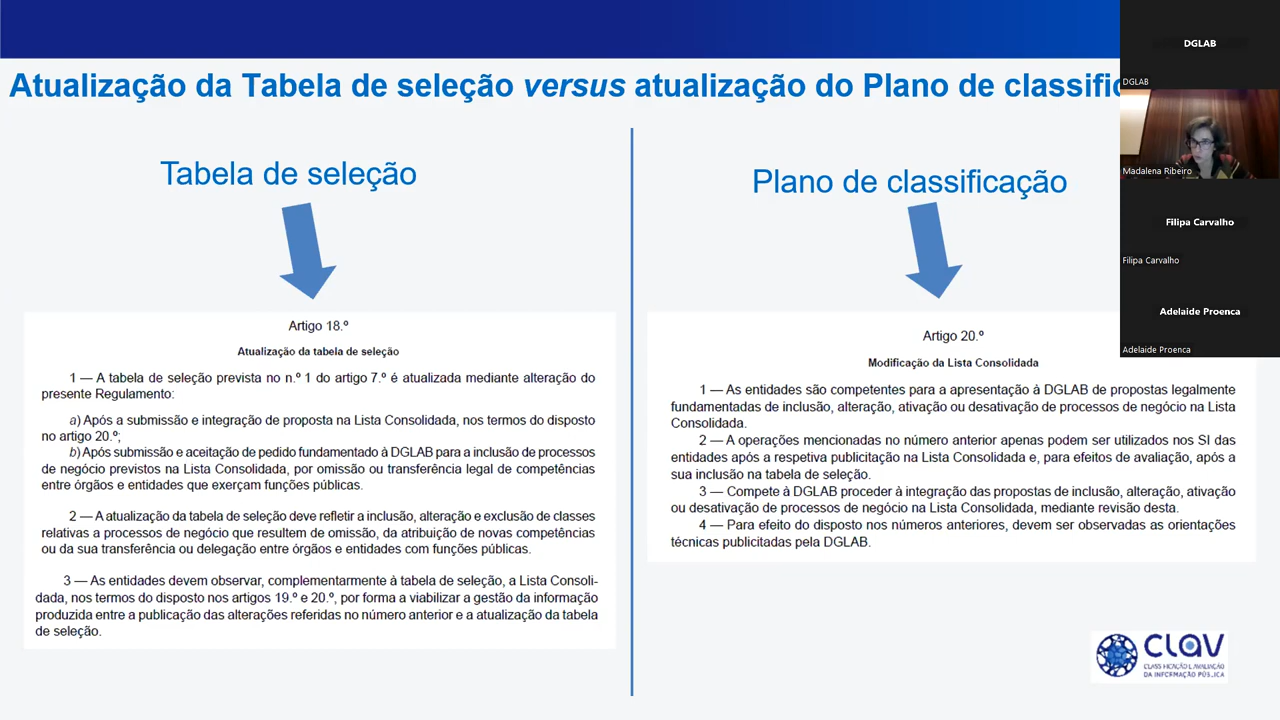 Atualização da Tabela de seleção versus atualização do Plano de classific
Tabela de seleção
Artigo 18.º
Atualização da tabela de seleção
1 — A tabela de seleção prevista no n.º 1 do artigo 7.º é atualizada mediante alteração do
presente Regulamento:
a) Após a submissão e integração de proposta na Lista Consolidada, nos termos do disposto
no artigo 20.º;
b) Após submissão e aceitação de pedido fundamentado à DGLAB para a inclusão de processos
de negócio previstos na Lista Consolidada, por omissão ou transferência legal de competências
entre órgãos e entidades que exerçam funções públicas.
2 — A atualização da tabela de seleção deve refletir a inclusão, alteração e exclusão de classes
relativas a processos de negócio que resultem de omissão, da atribuição de novas competências
ou da sua transferência ou delegação entre órgãos e entidades com funções públicas.
3 — As entidades devem observar, complementarmente à tabela de seleção, a Lista Consoli-
dada, nos termos do disposto nos artigos 19.º e 20.º, por forma a viabilizar a gestão da informação
produzida entre a publicação das alterações referidas no número anterior e a atualização da tabela
de seleção.
Plano de classificação
Artigo 20.º
Modificação da Lista Consolidada
1 — As entidades são competentes para a apresentação à DGLAB de propostas legalmente
fundamentadas de inclusão, alteração, ativação ou desativação de processos de negócio na Lista
Consolidada.
2 — A operações mencionadas no número anterior apenas podem ser utilizados nos SI das
entidades após a respetiva publicitação na Lista Consolidada e, para efeitos de avaliação, após a
sua inclusão na tabela de seleção.
3 — Compete à DGLAB proceder à integração das propostas de inclusão, alteração, ativação
ou desativação de processos de negócio na Lista Consolidada, mediante revisão desta.
4 — Para efeito do disposto nos números anteriores, devem ser observadas as orientações
técnicas publicitadas pela DGLAB.
CLAV
CLASSIFICAÇÃO E AVALIAÇÃO
DA INFORMAÇÃO PÚBLICA
DGLAB
DGLAB
Madalena Ribeiro
Filipa Carvalho
Filipa Carvalho
Adelaide Proenca
Adelaide Proenca